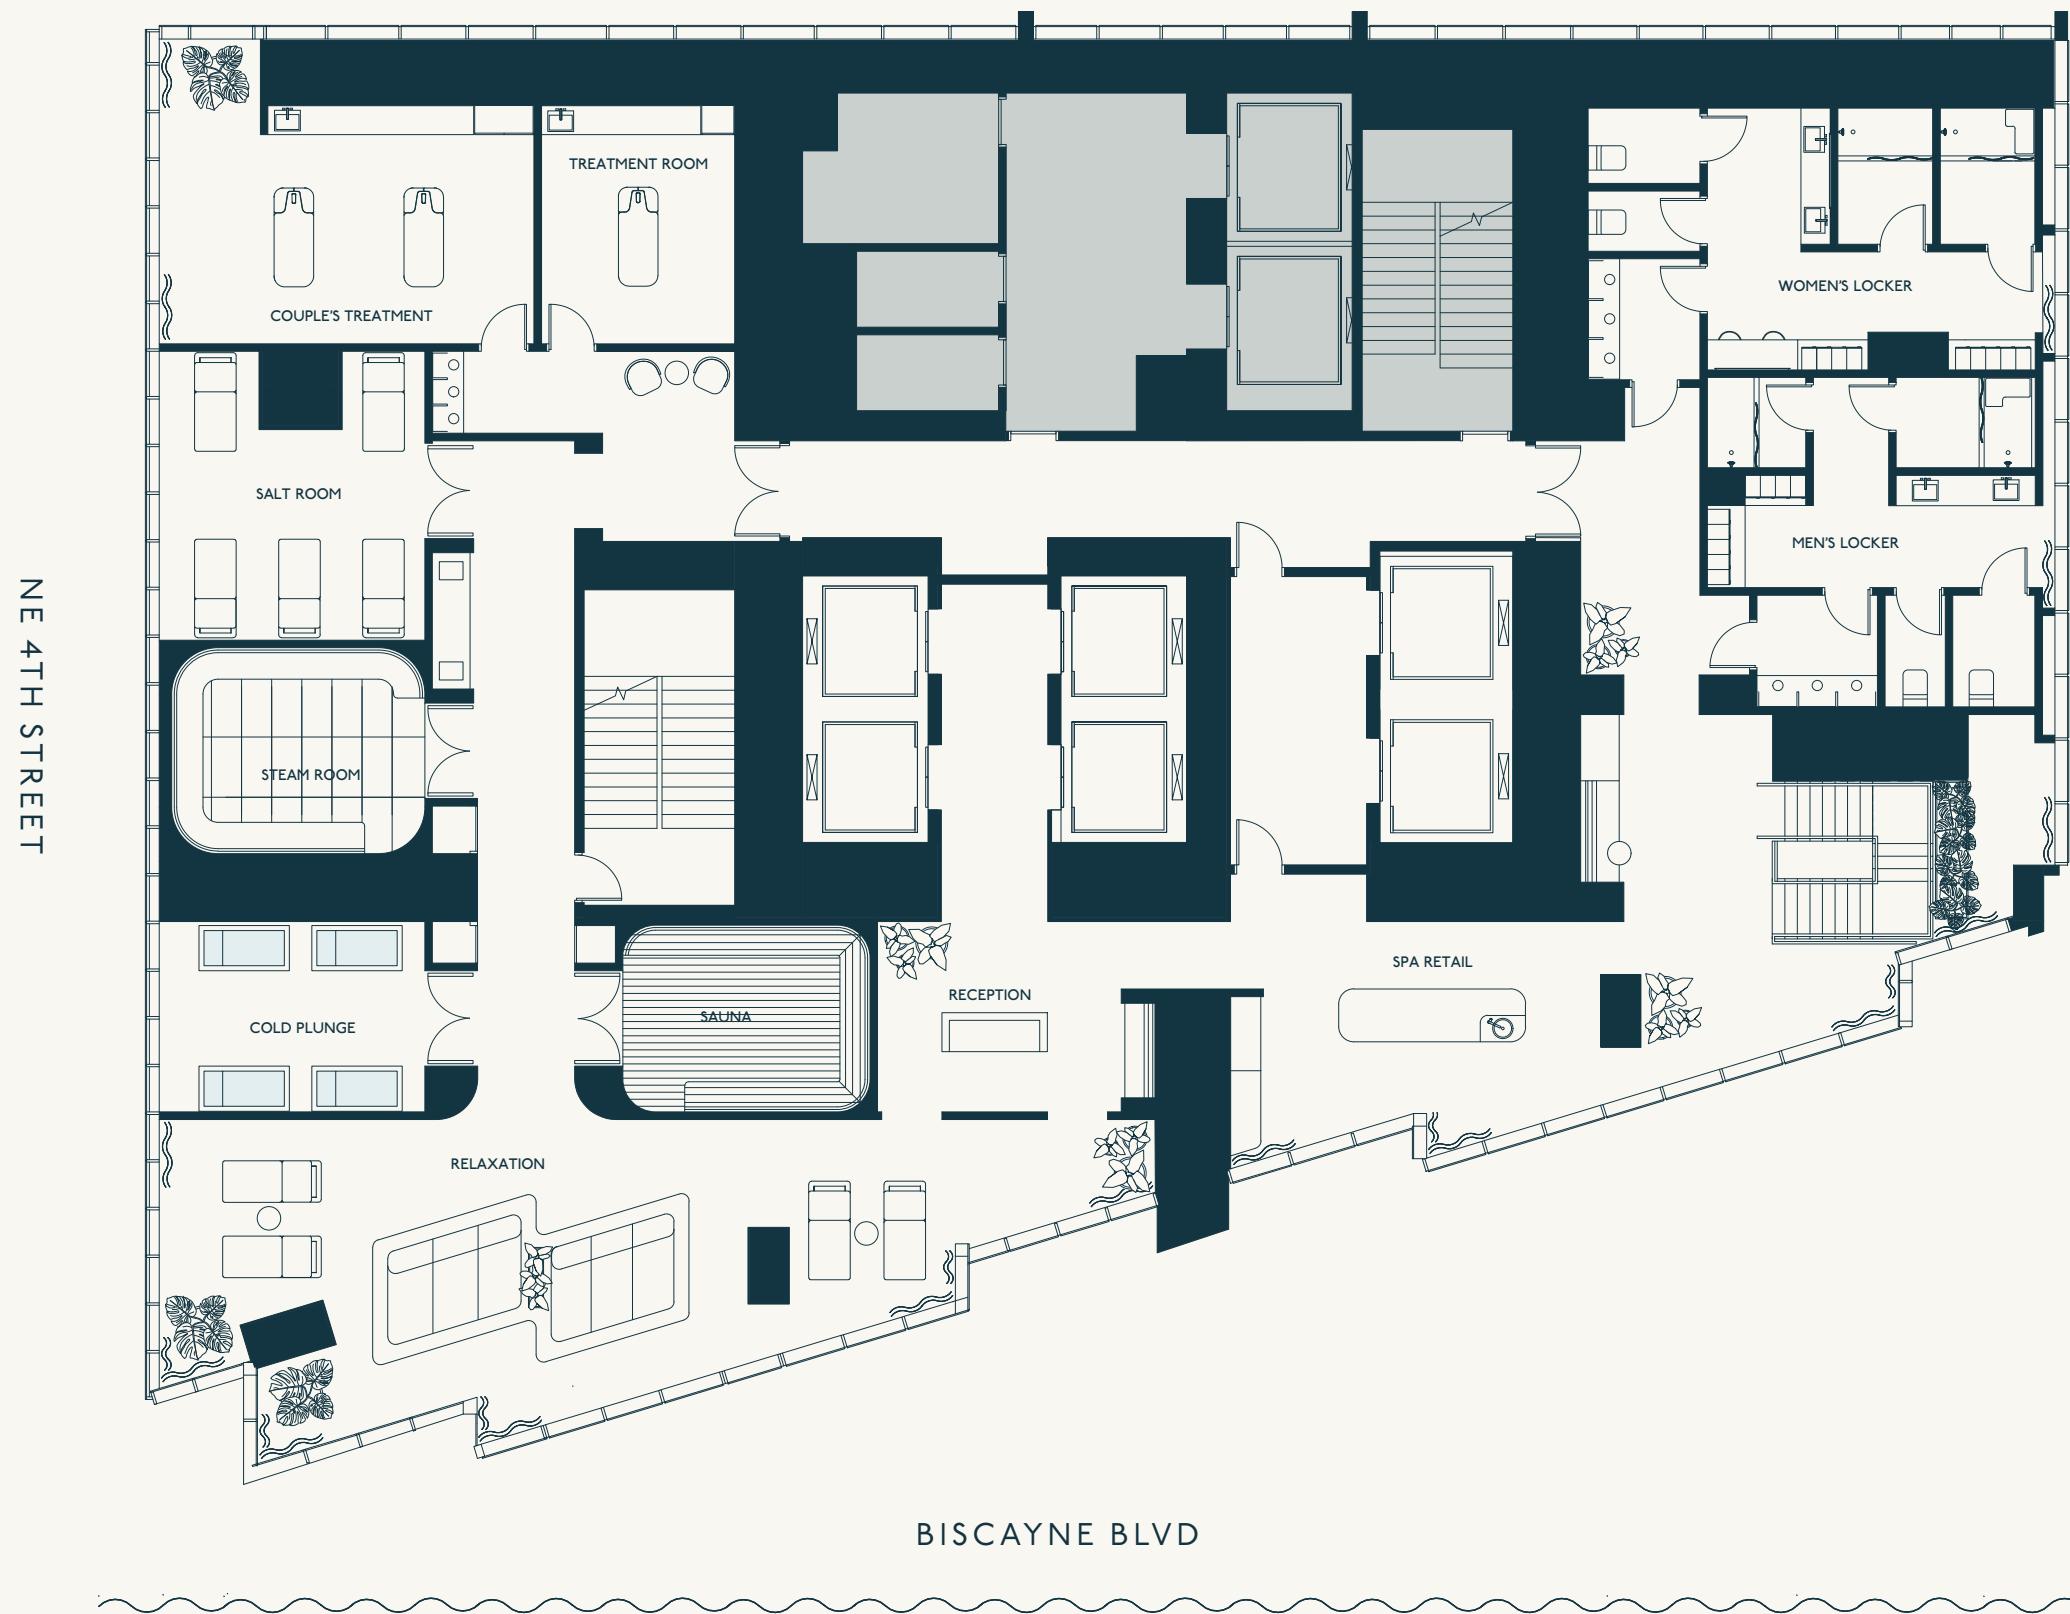 TREATMENT ROOM
COUPLE'S TREATMENT
WOMEN'S LOCKER
SALT ROOM
MEN'S LOCKER
NE 4TH STREET
STEAM ROOM
SPA RETAIL
RECEPTION
SAUNA
COLD PLUNGE
RELAXATION
BISCAYNE BLVD